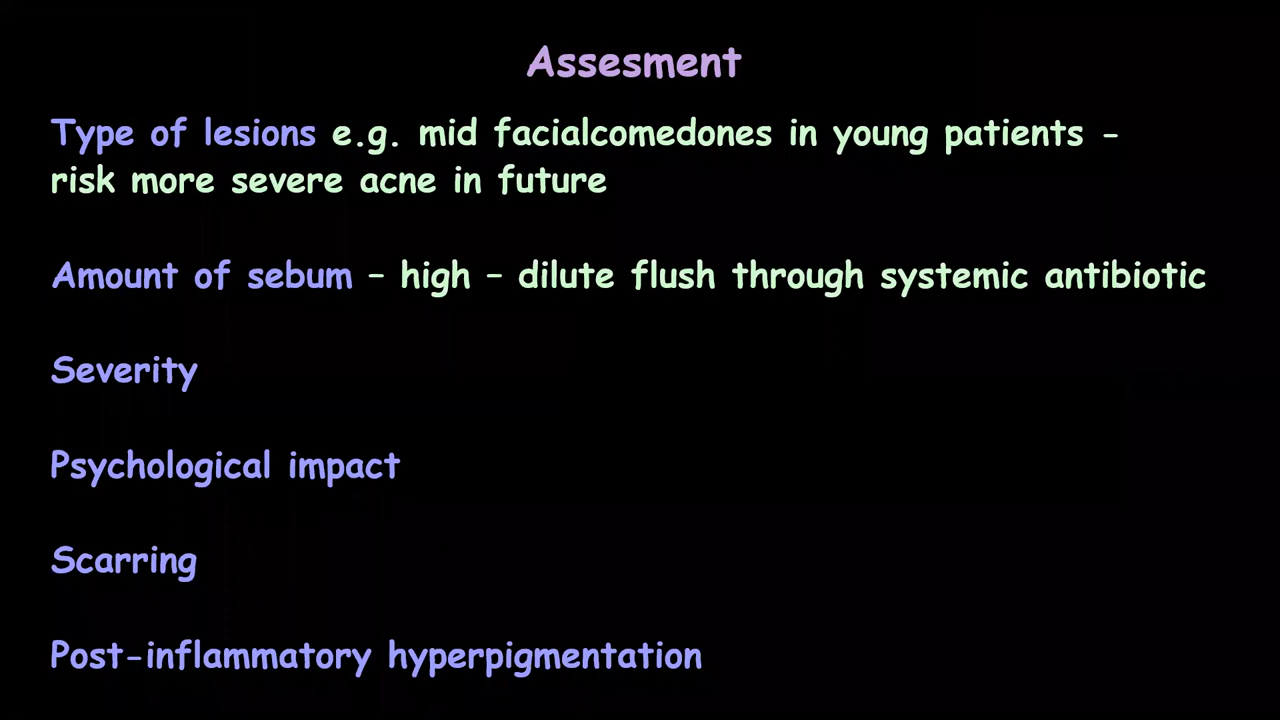 Assesment
Type of lesions e.g. mid facialcomedones in young patients -
risk more severe acne in future
Amount of sebum – high – dilute flush through systemic antibiotic
Severity
Psychological impact
Scarring
Post-inflammatory hyperpigmentation